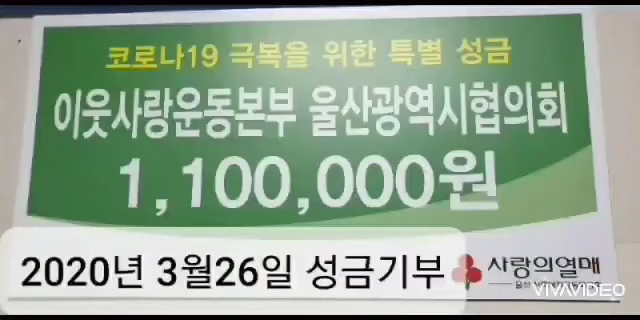 코로나19 극복을 위한 특별 성금
이웃사랑운동본부 울산광역시협의회
1,100,000원
2020년 3월26일 성금기부
사랑의열매
VIVAVIDEO